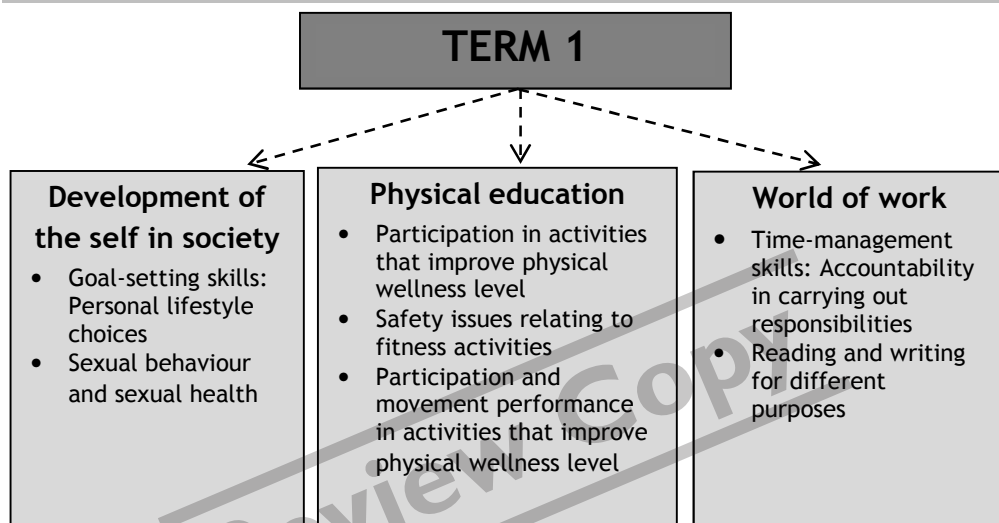 TERM 1
Development of
the self in society
• Goal-setting skills:
Personal lifestyle
choices
• Sexual behaviour
and sexual health
Physical education
• Participation in activities
that improve physical
wellness level
• Safety issues relating to
fitness activities
• Participation and
movement performance
in activities that improve
physical wellness level
World of work
• Time-management
skills: Accountability
in carrying out
responsibilities
• Reading and writing
for different
purposes
Review Copy